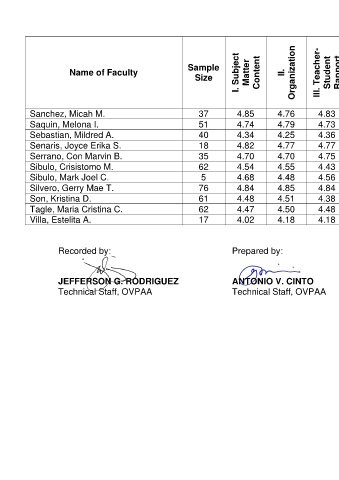 Name of Faculty Sample Size I. Subject Matter Content II. Organization III. Teacher-Student Rapport
Sanchez, Micah M. 37 4.85 4.76 4.83
Saquin, Melona I. 51 4.74 4.79 4.73
Sebastian, Mildred A. 40 4.34 4.25 4.36
Senaris, Joyce Erika S. 18 4.82 4.77 4.77
Serrano, Con Marvin B. 35 4.70 4.70 4.75
Sibulo, Crisistomo M. 62 4.54 4.55 4.43
Sibulo, Mark Joel C. 5 4.68 4.48 4.56
Silvero, Gerry Mae T. 76 4.84 4.85 4.84
Son, Kristina D. 61 4.48 4.51 4.38
Tagle, Maria Cristina C. 62 4.47 4.50 4.48
Villa, Estelita A. 17 4.02 4.18 4.18
Recorded by: Prepared by:
JEFFERSON G. RODRIGUEZ ANTONIO V. CINTO
Technical Staff, OVPAA Technical Staff, OVPAA